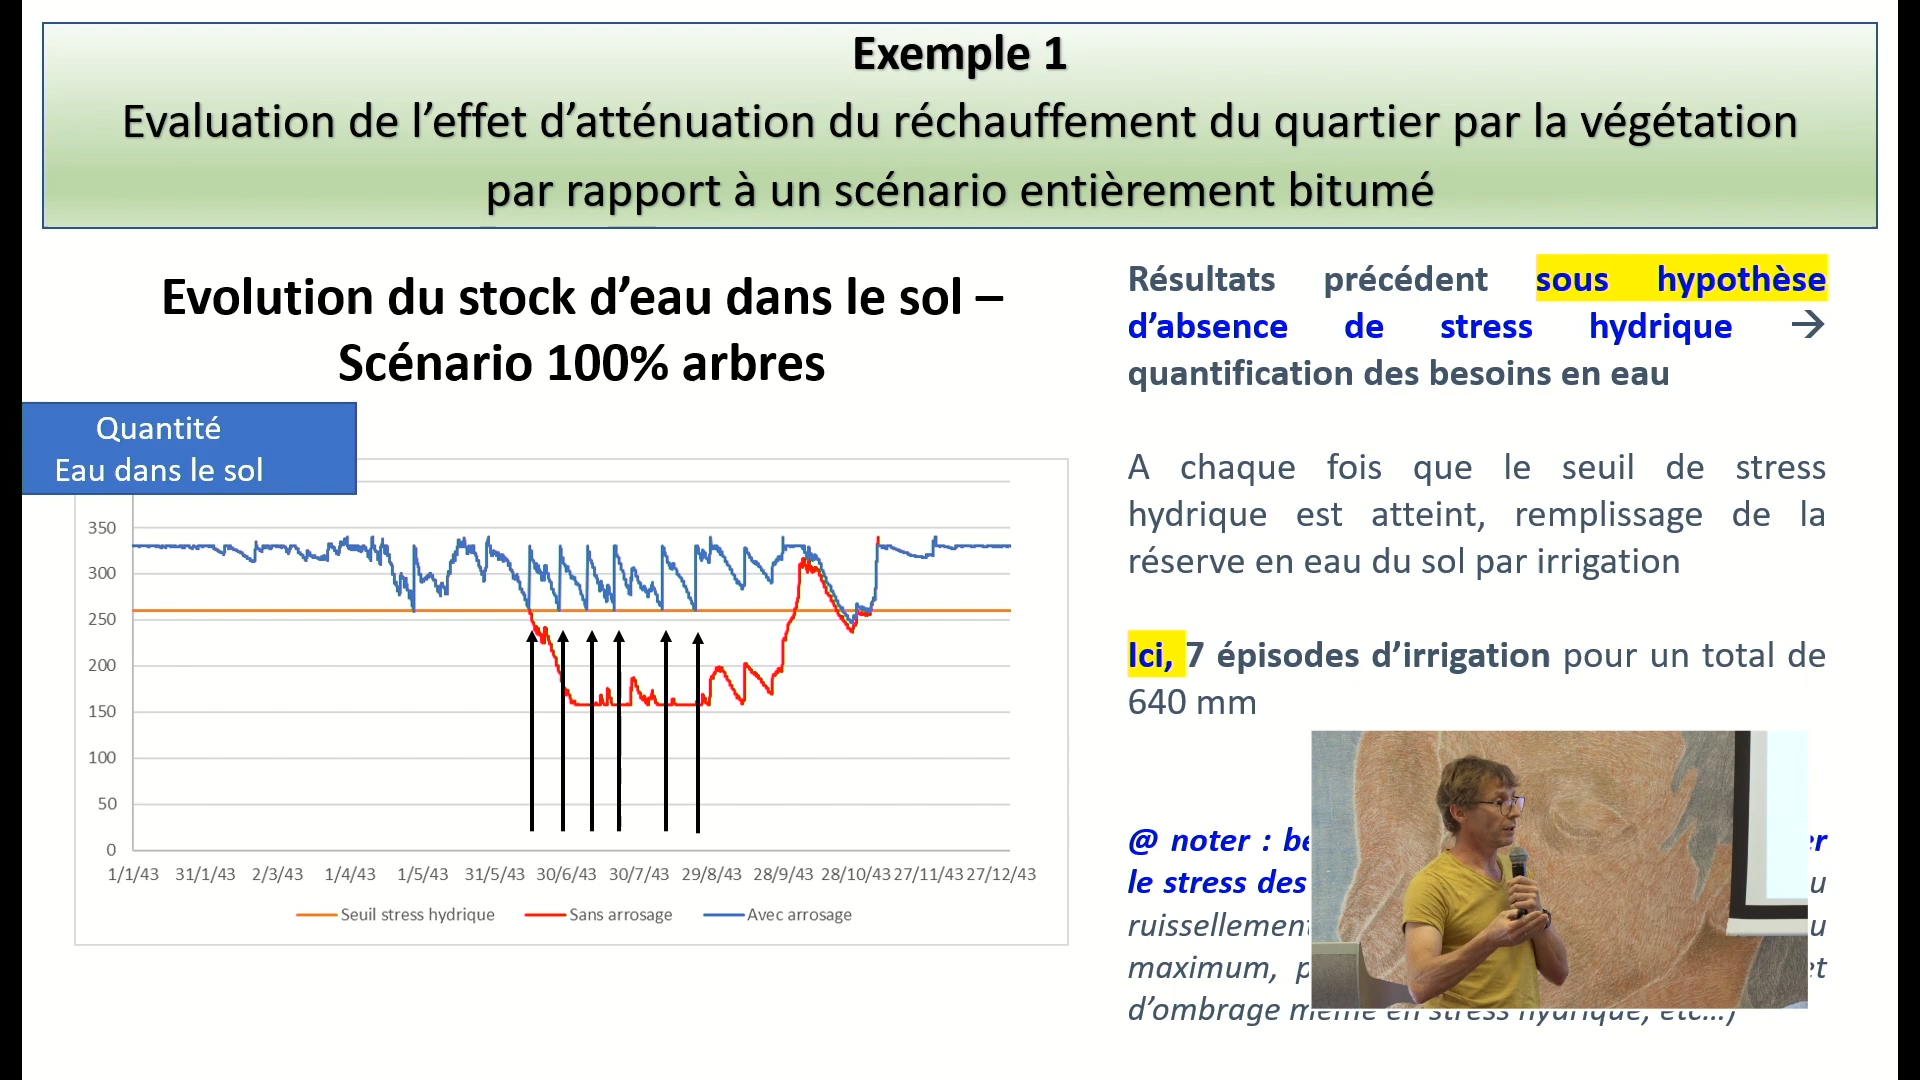 Exemple 1
Evaluation de l’effet d’atténuation du réchauffement du quartier par la végétation
par rapport à un scénario entièrement bitumé
Evolution du stock d’eau dans le sol –
Scénario 100% arbres
Quantité
Eau dans le sol
350
300
250
200
150
100
50
0
1/1/43 31/1/43 2/3/43 1/4/43 1/5/43 31/5/43 30/6/43 30/7/43 29/8/43 28/9/43 28/10/43 27/11/43 27/12/43
Seuil stress hydrique Sans arrosage Avec arrosage
Résultats précédent sous hypothèse
d’absence de stress hydrique →
quantification des besoins en eau
A chaque fois que le seuil de stress
hydrique est atteint, remplissage de la
réserve en eau du sol par irrigation
Ici, 7 épisodes d’irrigation pour un total de
640 mm
@ noter :
le stress des
ruissellement
maximum,
d’ombrage même en stress hydrique, etc…)